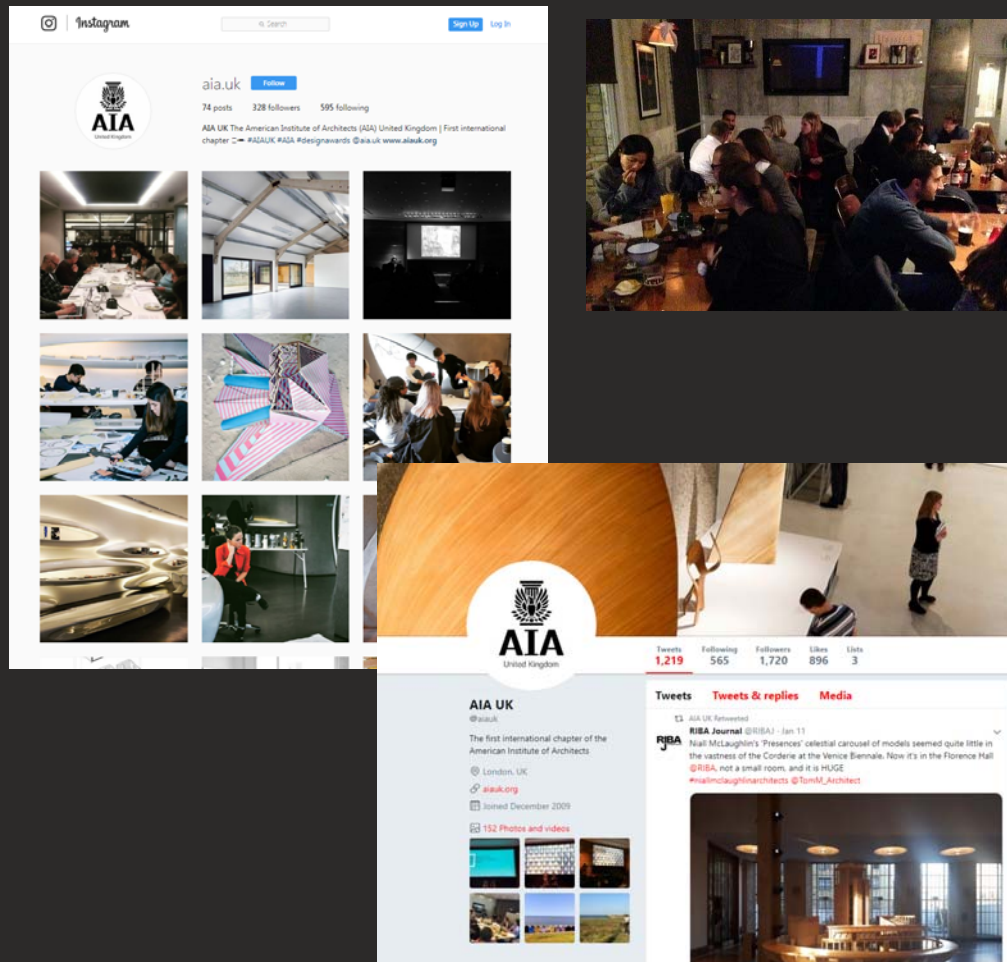 Instagram
Search
Sign Up Log In
AIA
United Kingdom
aia.uk Follow
74 posts 328 followers 595 following
AIA UK The American Institute of Architects (AIA) United Kingdom | First international
chapter #AIAUK #AIA #designawards @aia.uk www.aiauk.org
AIA
United Kingdom
Tweets Following Followers Likes Lists
1,219 565 1,720 896 3
AIA UK
@aiauk
The first international chapter of the
American Institute of Architects
London, UK
aiauk.org
Joined December 2009
152 Photos and videos
Tweets Tweets & replies Media
AIA UK Retweeted
RIBA J
RIBA Journal @RIBAJ · Jan 11
Niall McLaughlin's 'Presences' celestial carousel of models seemed quite little in
the vastness of the Corderie at the Venice Biennale. Now it's in the Florence Hall
@RIBA, not a small room, and it is HUGE
#niallmclaughlinarchitects @TomM_Architect